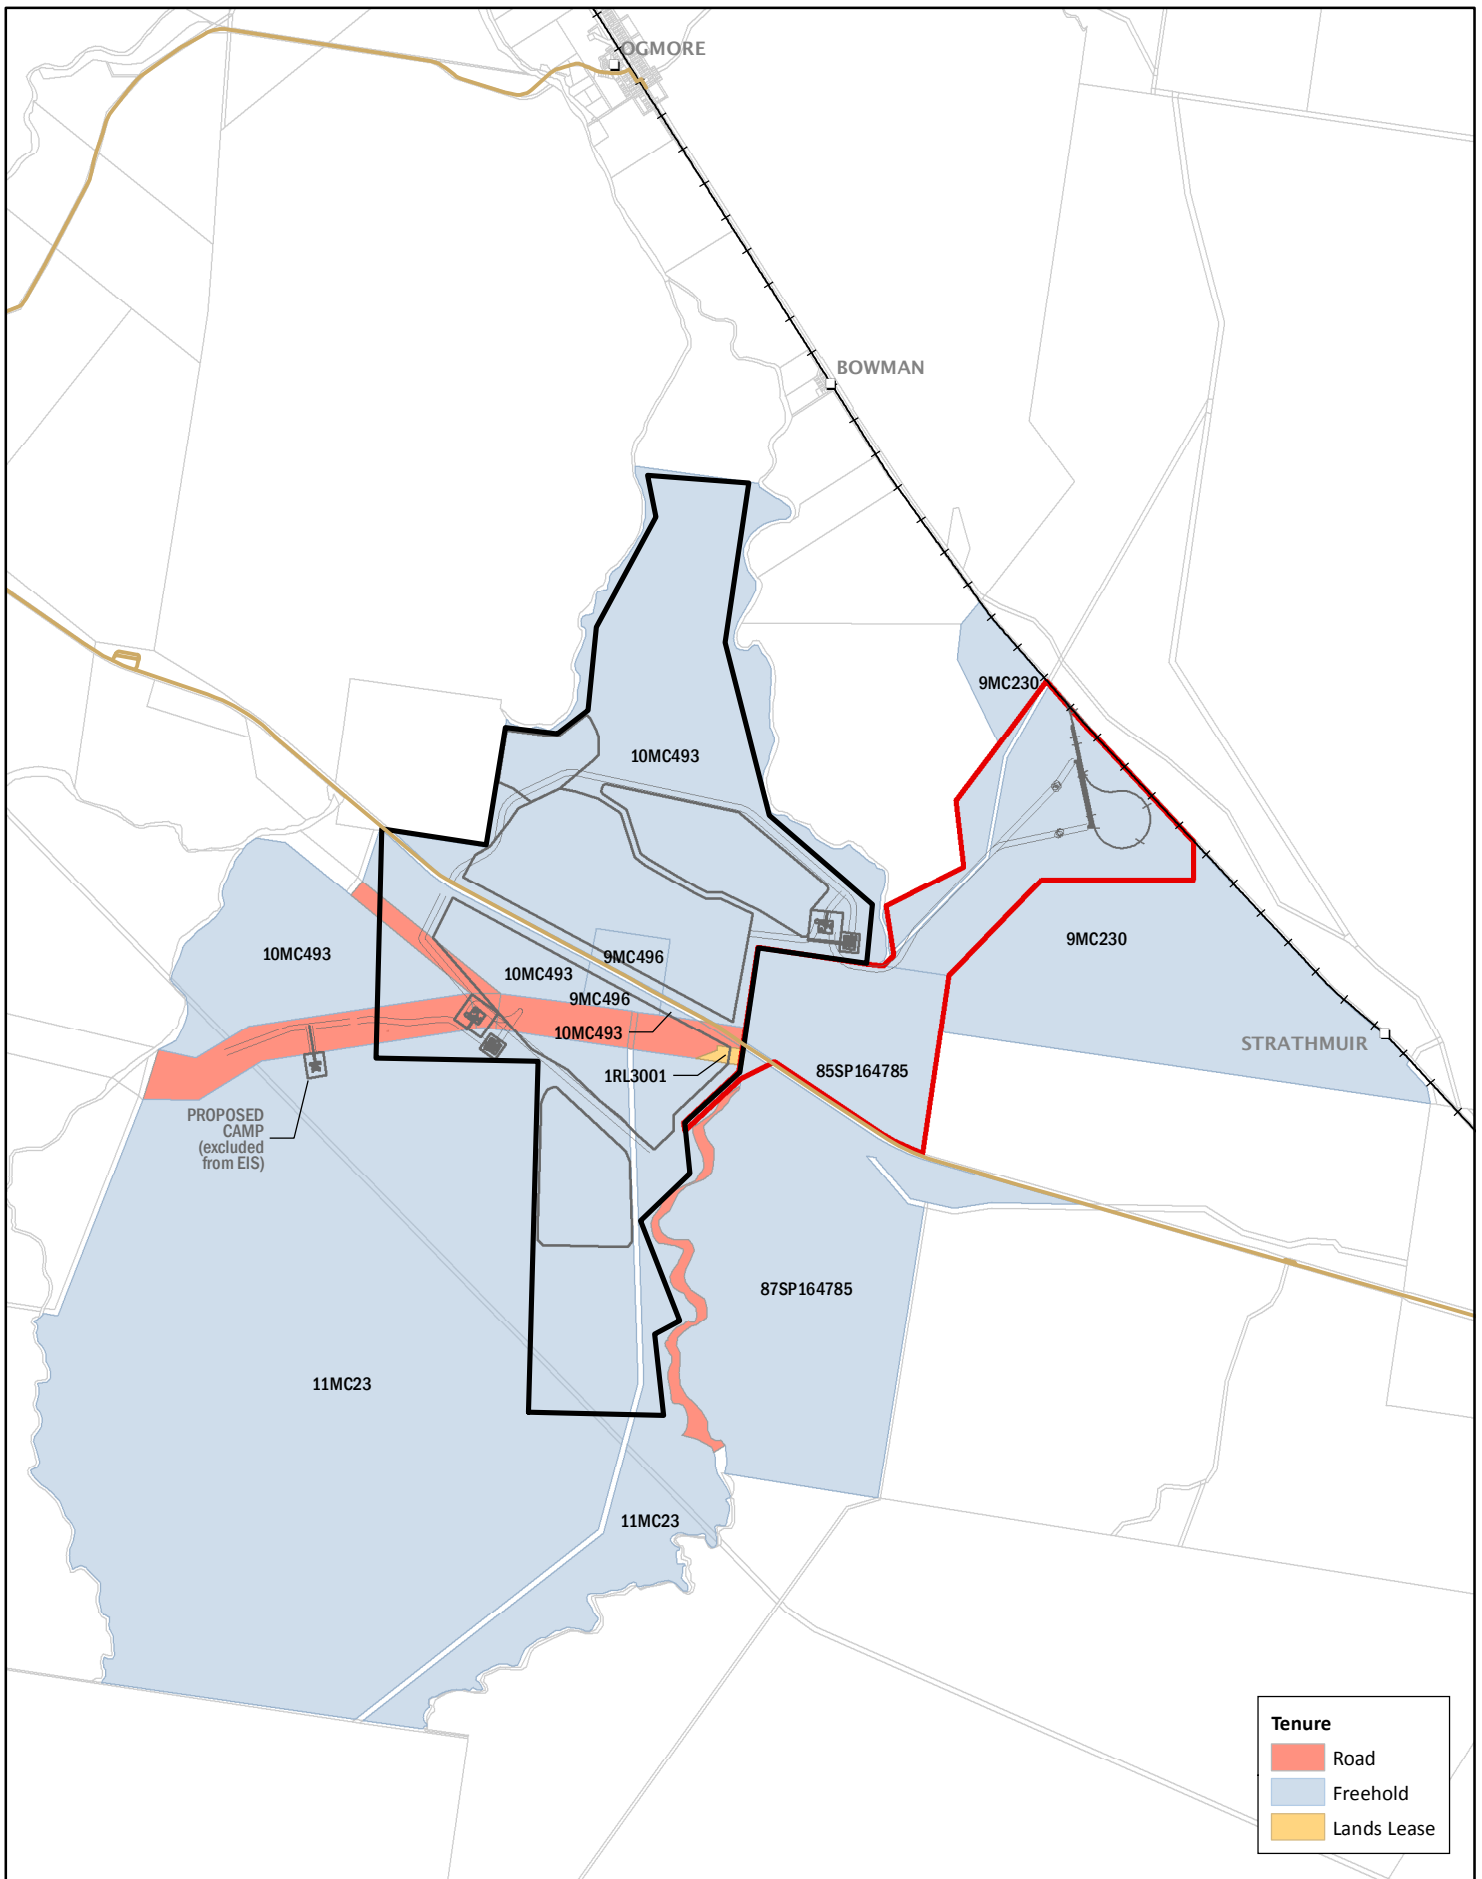 OGMORE
BOWMAN
9MC230
10MC493
9MC230
10MC493
9MC496
10MC493
9MC496
10MC493
STRATHMUIR
1RL3001
85SP164785
PROPOSED
CAMP
(excluded
from EIS)
87SP164785
11MC23
11MC23
Tenure
Road
Freehold
Lands Lease